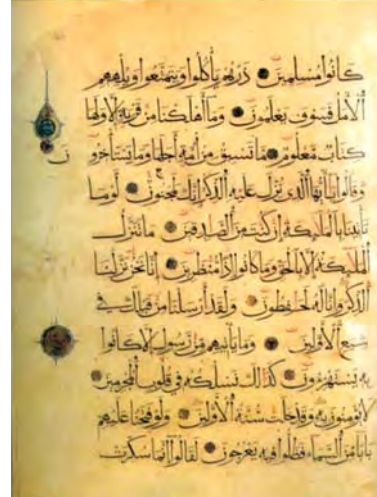 كانوا مسلمين ذرهم يأكلوا ويتمتعوا ويلههم
الأمل فسوف يعلمون وما أهلكنا من قرية إلا ولها
كتاب معلوم ما تسبق من أمة أجلها وما يستأخرون
وقالوا يأيها الذي نزل عليه الذكر إنك لمجنون لو ما
تأتينا بالملئكة إن كنت من الصدقين ما ننزل
الملئكة إلا بالحق وما كانوا إذا منظرين إنا نحن نزلنا
الذكر وإنا له لحفظون ولقد أرسلنا من قبلك في
شيع الأولين وما يأتيهم من رسول إلا كانوا
به يستهزءون كذلك نسلكه في قلوب المجرمين
لا يؤمنون به وقد خلت سنة الأولين ولو فتحنا عليهم
بابا من السماء فظلوا فيه يعرجون لقالوا إنما سكرت